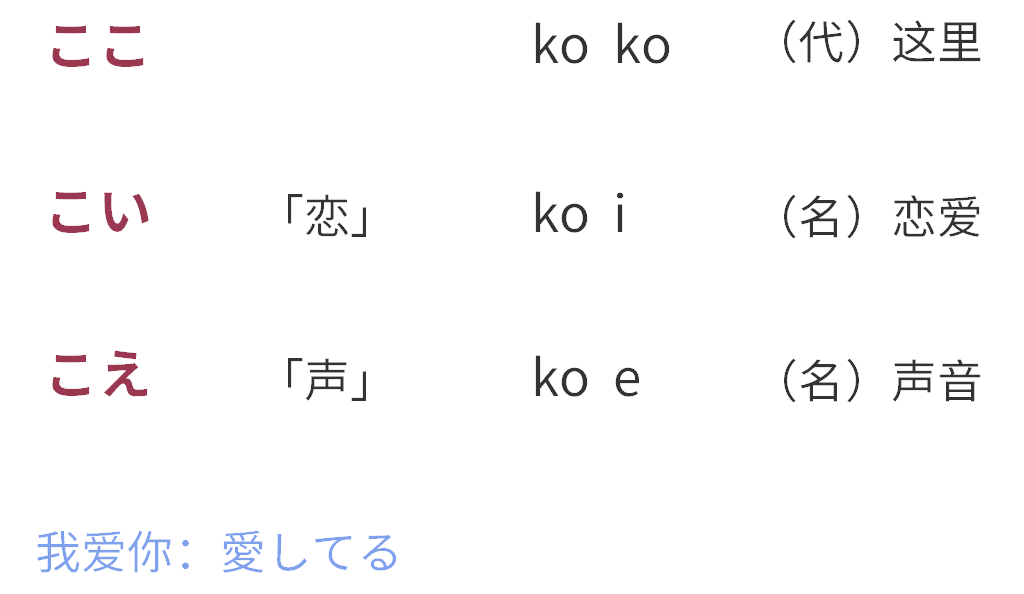 ここ ko ko （代）这里
こい 「恋」 ko i （名）恋爱
こえ 「声」 ko e （名）声音
我爱你：愛してる